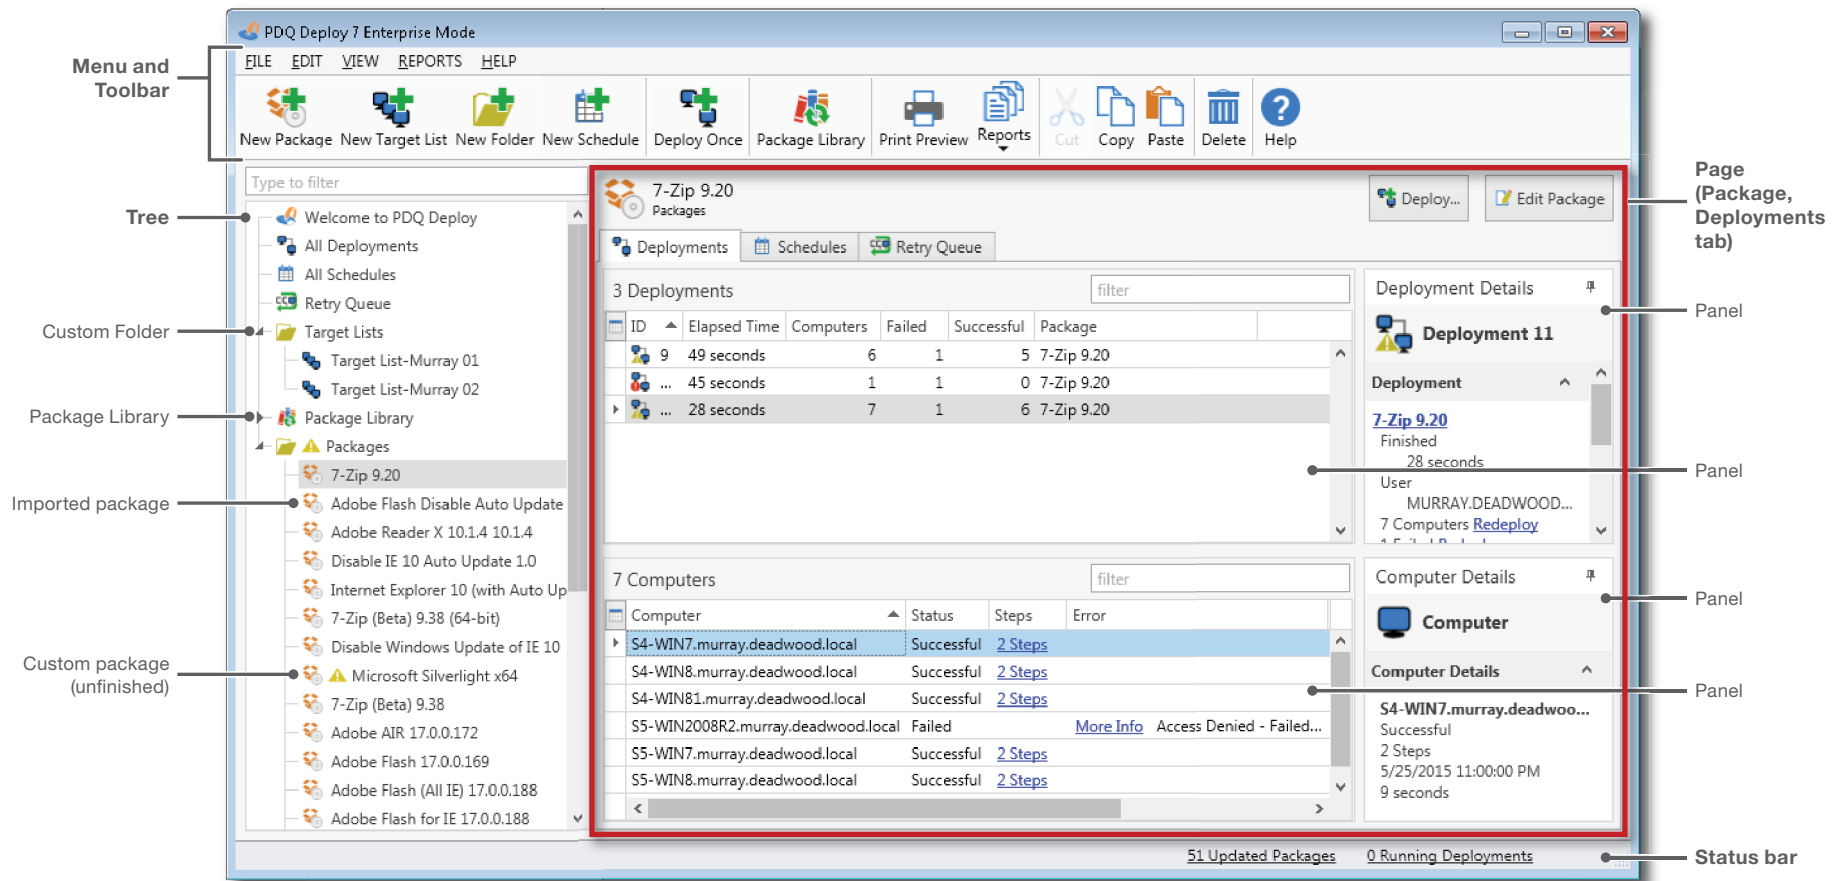 PDQ Deploy 7 Enterprise Mode
FILE EDIT VIEW REPORTS HELP
Menu and
Toolbar
New Package New Target List New Folder New Schedule Deploy Once Package Library Print Preview Reports Cut Copy Paste Delete Help
Type to filter
Tree
Welcome to PDQ Deploy
All Deployments
All Schedules
Retry Queue
Custom Folder
Target Lists
Target List-Murray 01
Target List-Murray 02
Package Library
Package Library
Packages
7-Zip 9.20
Imported package
Adobe Flash Disable Auto Update
Adobe Reader X 10.1.4 10.1.4
Disable IE 10 Auto Update 1.0
Internet Explorer 10 (with Auto Up
7-Zip (Beta) 9.38 (64-bit)
Disable Windows Update of IE 10
Custom package
(unfinished)
Microsoft Silverlight x64
7-Zip (Beta) 9.38
Adobe AIR 17.0.0.172
Adobe Flash 17.0.0.169
Adobe Flash (All IE) 17.0.0.188
Adobe Flash for IE 17.0.0.188
7-Zip 9.20
Packages
Deploy...
Edit Package
Page
(Package,
Deployments
tab)
Deployments Schedules Retry Queue
3 Deployments
filter
ID Elapsed Time Computers Failed Successful Package
9 49 seconds 6 1 5 7-Zip 9.20
... 45 seconds 1 1 0 7-Zip 9.20
... 28 seconds 7 1 6 7-Zip 9.20
Deployment Details
Panel
Deployment 11
Deployment
7-Zip 9.20
Finished
28 seconds
Panel
User
MURRAY.DEADWOOD...
7 Computers Redeploy
7 Computers
filter
Computer Status Steps Error
S4-WIN7.murray.deadwood.local Successful 2 Steps
S4-WIN8.murray.deadwood.local Successful 2 Steps
S4-WIN81.murray.deadwood.local Successful 2 Steps
S5-WIN2008R2.murray.deadwood.local Failed More Info Access Denied - Failed...
S5-WIN7.murray.deadwood.local Successful 2 Steps
S5-WIN8.murray.deadwood.local Successful 2 Steps
Computer Details
Panel
Computer
Computer Details
Panel
S4-WIN7.murray.deadwoo...
Successful
2 Steps
5/25/2015 11:00:00 PM
9 seconds
51 Updated Packages
0 Running Deployments
Status bar